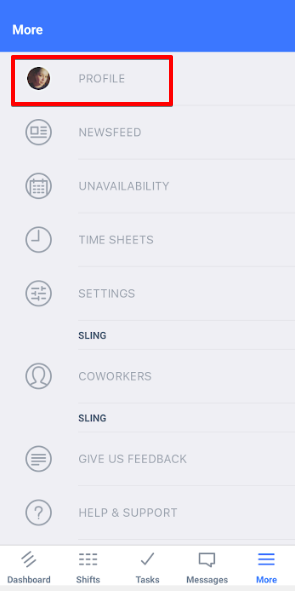 More
PROFILE
NEWSFEED
UNAVAILABILITY
TIME SHEETS
SETTINGS
SLING
COWORKERS
SLING
GIVE US FEEDBACK
HELP & SUPPORT
Dashboard Shifts Tasks Messages More